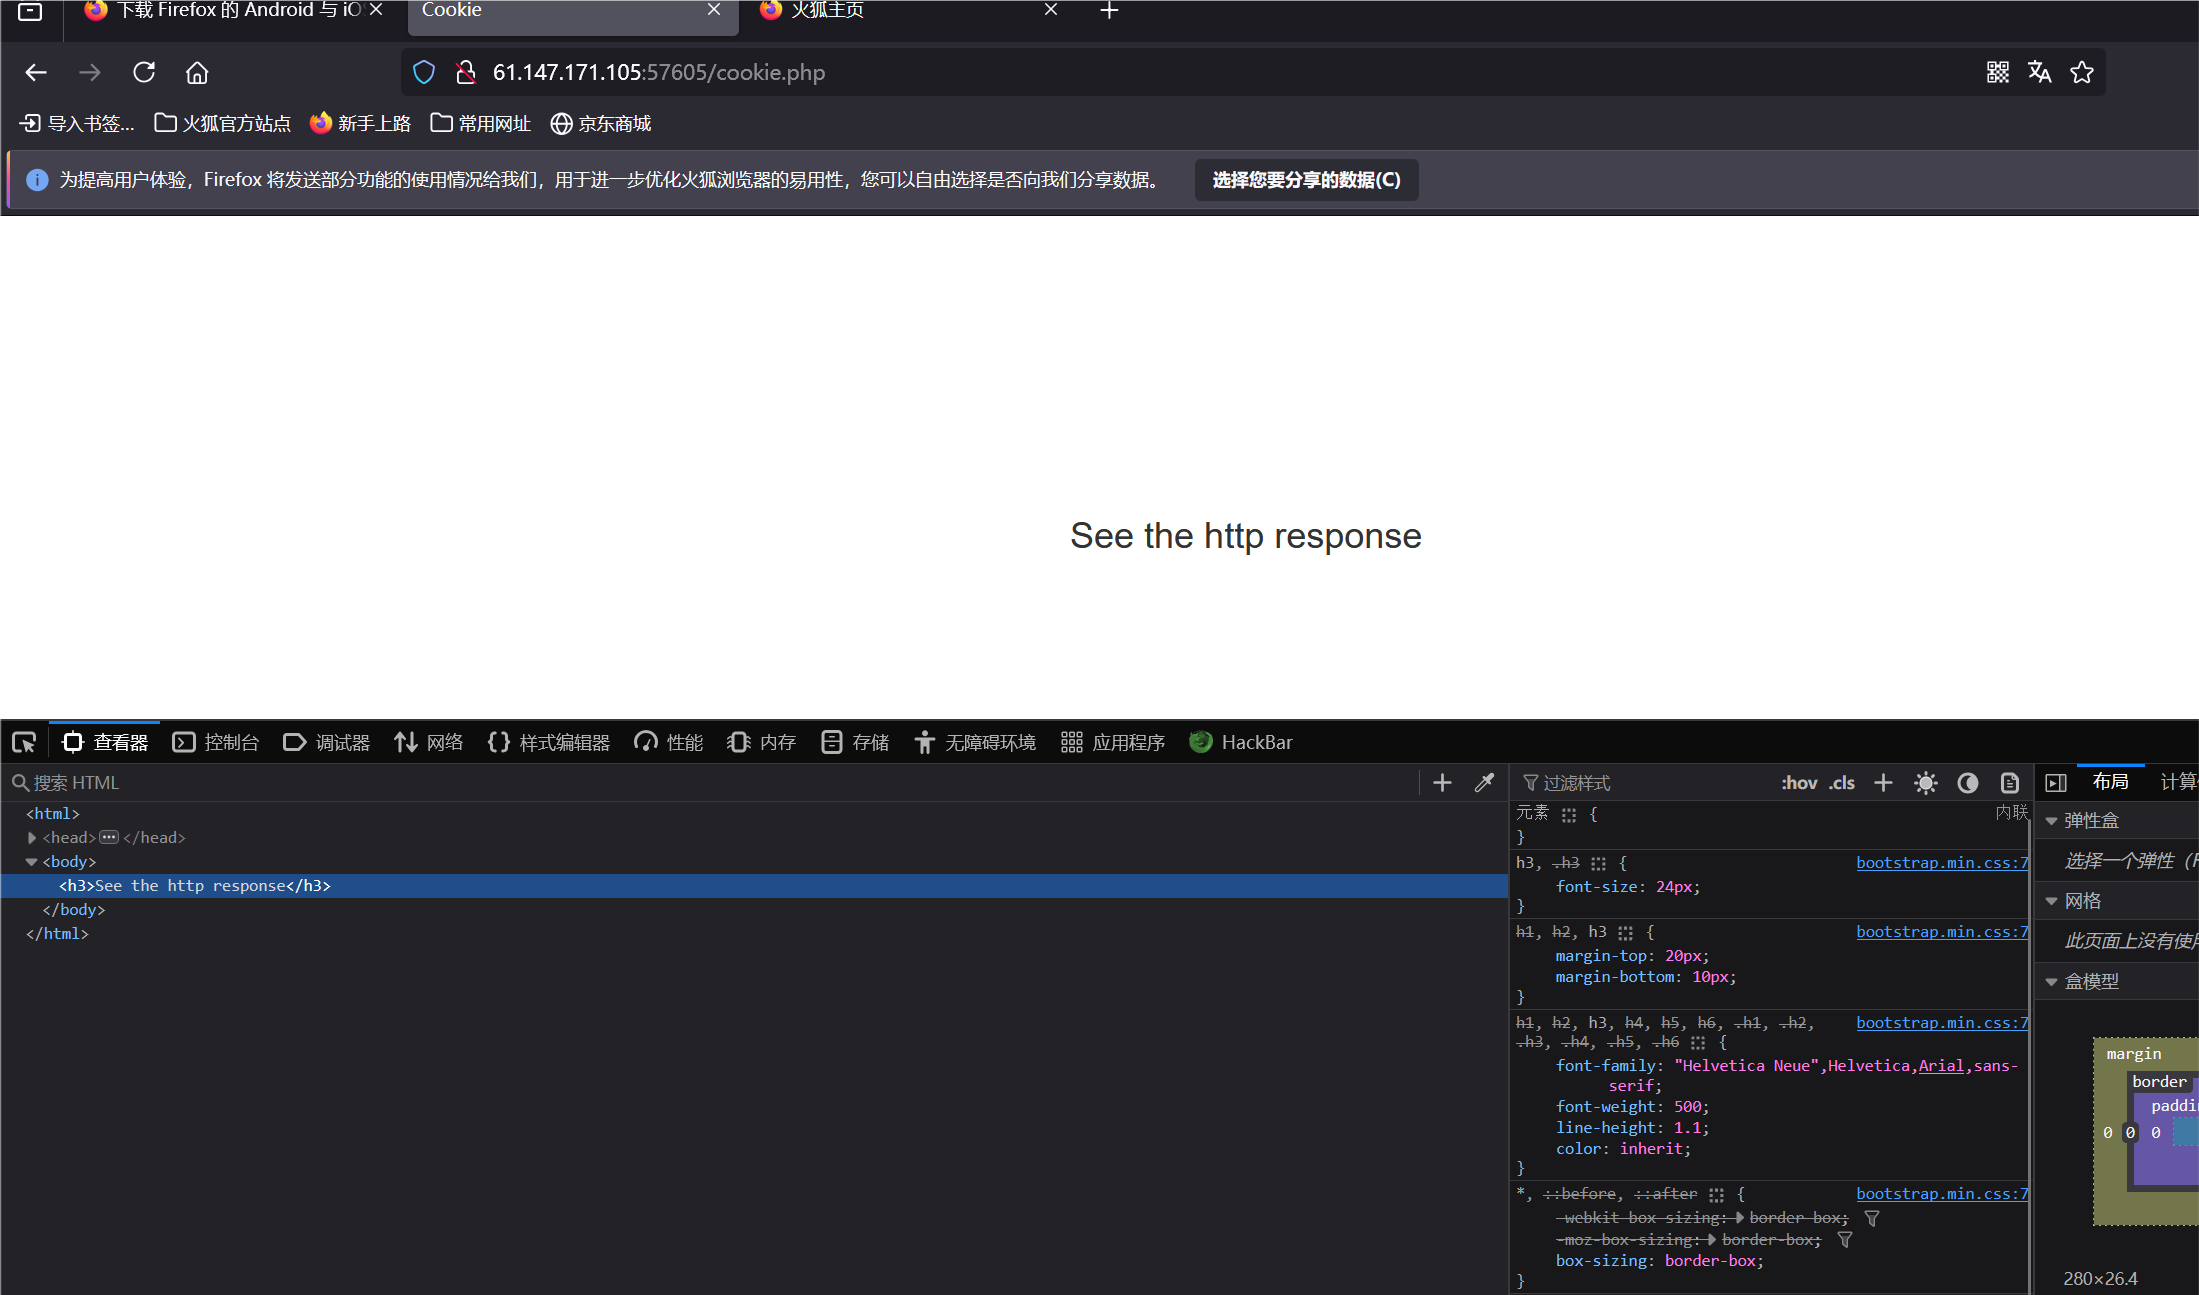 下载 Firefox 的 Android 与 iO
Cookie
火狐主页
61.147.171.105:57605/cookie.php
导入书签...
火狐官方站点
新手上路
常用网址
京东商城
为提高用户体验，Firefox 将发送部分功能的使用情况给我们，用于进一步优化火狐浏览器的易用性，您可以自由选择是否向我们分享数据。
选择您要分享的数据(C)
See the http response
查看器
控制台
调试器
网络
样式编辑器
性能
内存
存储
无障碍环境
应用程序
HackBar
搜索 HTML
<html>
<head> ••• </head>
<body>
<h3>See the http response</h3>
</body>
</html>
过滤样式
:hov .cls
元素 {
内联
}
h3, .h3 {
bootstrap.min.css:7
font-size: 24px;
}
h1, h2, h3 {
bootstrap.min.css:7
margin-top: 20px;
margin-bottom: 10px;
}
h1, h2, h3, h4, h5, h6, .h1, .h2,
bootstrap.min.css:7
.h3, .h4, .h5, .h6 {
font-family: "Helvetica Neue",Helvetica,Arial,sans-
serif;
font-weight: 500;
line-height: 1.1;
color: inherit;
}
*, ::before, ::after {
bootstrap.min.css:7
-webkit-box-sizing: border-box;
-moz-box-sizing: border-box;
box-sizing: border-box;
}
布局
计算
弹性盒
选择一个弹性（F
网格
此页面上没有使用
盒模型
margin
border
paddi
0 0 0
280×26.4